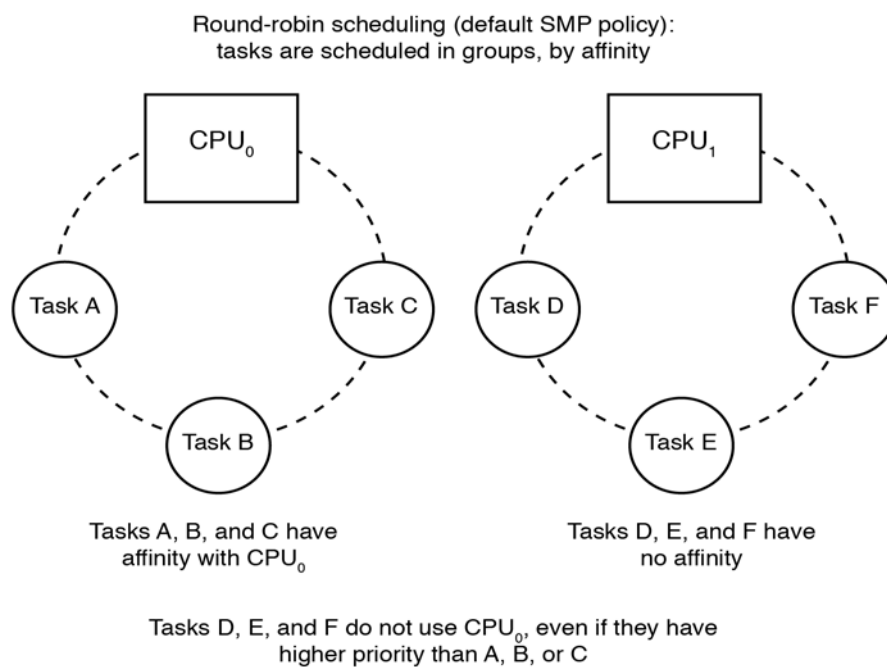 Round-robin scheduling (default SMP policy):
tasks are scheduled in groups, by affinity
CPU₀
CPU₁
Task A
Task C
Task D
Task F
Task B
Task E
Tasks A, B, and C have
affinity with CPU₀
Tasks D, E, and F have
no affinity
Tasks D, E, and F do not use CPU₀, even if they have
higher priority than A, B, or C